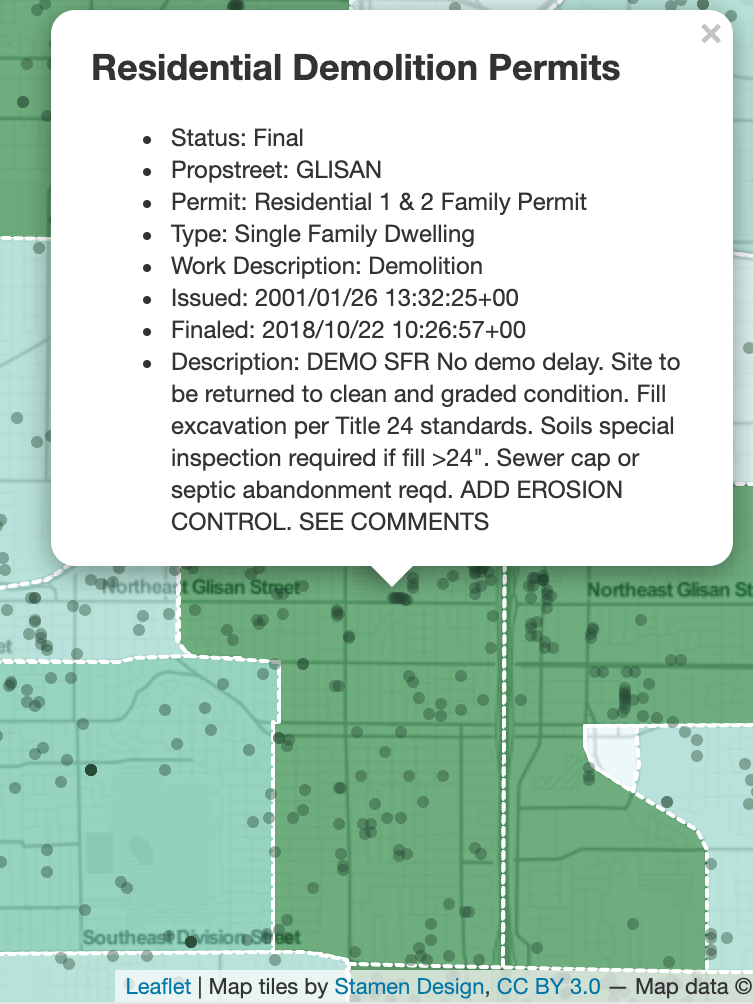 ×
Residential Demolition Permits
• Status: Final
• Propstreet: GLISAN
• Permit: Residential 1 & 2 Family Permit
• Type: Single Family Dwelling
• Work Description: Demolition
• Issued: 2001/01/26 13:32:25+00
• Finaled: 2018/10/22 10:26:57+00
• Description: DEMO SFR No demo delay. Site to
be returned to clean and graded condition. Fill
excavation per Title 24 standards. Soils special
inspection required if fill >24". Sewer cap or
septic abandonment reqd. ADD EROSION
CONTROL. SEE COMMENTS
Northeast Glisan Street
Northeast Glisan St
et
Southeast Division Street
Leaflet | Map tiles by Stamen Design, CC BY 3.0 — Map data ©